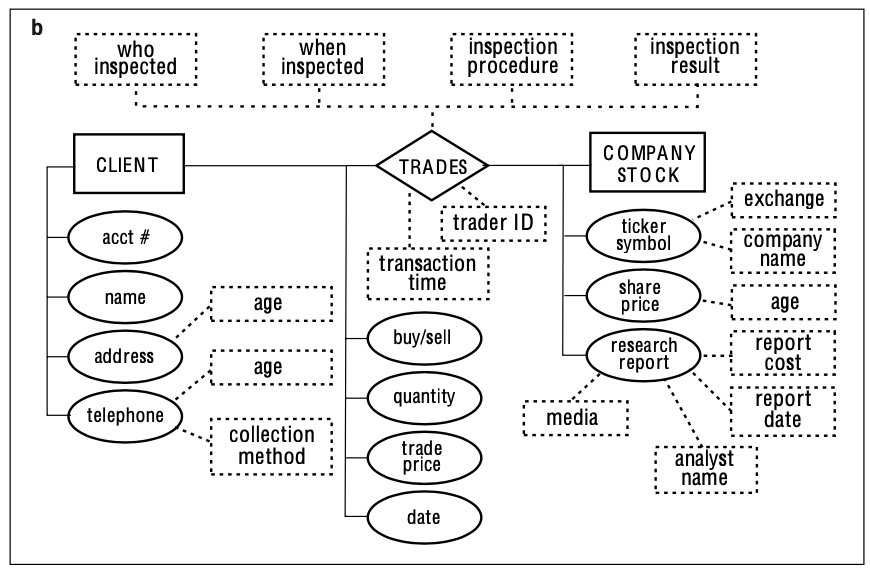 b
who
inspected
when
inspected
inspection
procedure
inspection
result
CLIENT
TRADES
COMPANY
STOCK
acct #
name
address
telephone
age
age
collection
method
trader ID
transaction
time
buy/sell
quantity
trade
price
date
ticker
symbol
share
price
research
report
exchange
company
name
age
report
cost
report
date
media
analyst
name